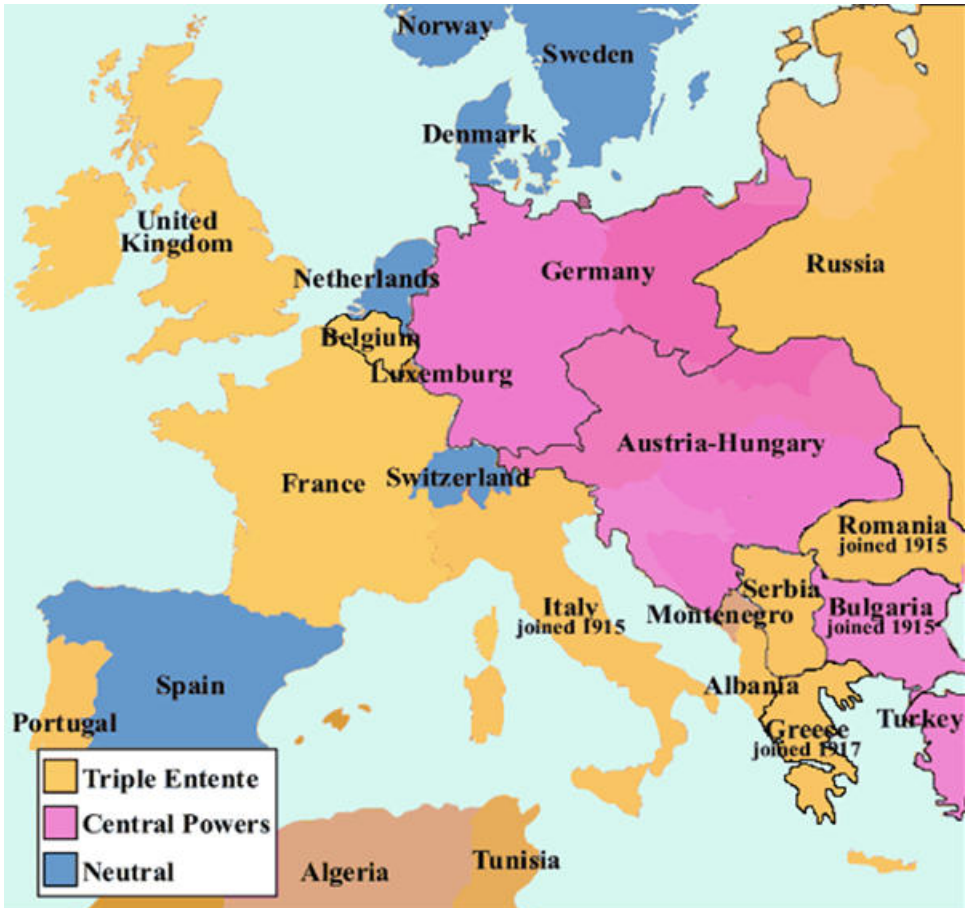 Norway
Sweden
Denmark
United
Kingdom
Netherlands
Germany
Russia
Belgium
Luxemburg
Austria-Hungary
France
Switzerland
Romania
joined 1915
Serbia
Bulgaria
joined 1915
Italy
joined 1915
Montenegro
Spain
Albania
Portugal
Greece
joined 1917
Turkey
Triple Entente
Central Powers
Neutral
Algeria
Tunisia